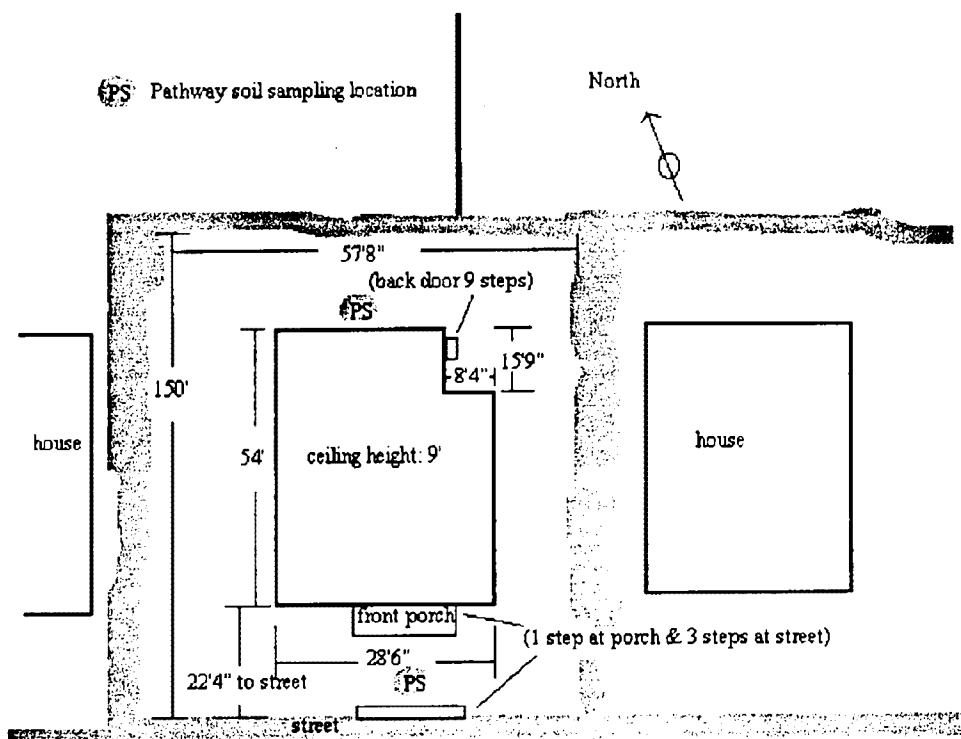 PS Pathway soil sampling location
North
57'8"
(back door 9 steps)
PS
15'9"
8'4"
150'
house
54'
ceiling height: 9'
house
front porch
(1 step at porch & 3 steps at street)
28'6"
22'4" to street
PS
street